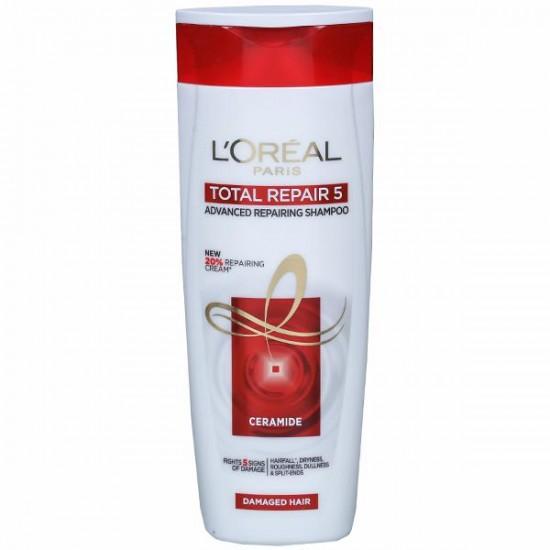 L'ORÉAL
PARIS
TOTAL REPAIR 5
ADVANCED REPAIRING SHAMPOO
NEW
20% REPAIRING
CREAM*
CERAMIDE
FIGHTS 5 SIGNS
OF DAMAGE
HAIRFALL^, DRYNESS,
ROUGHNESS, DULLNESS
& SPLIT-ENDS
DAMAGED HAIR